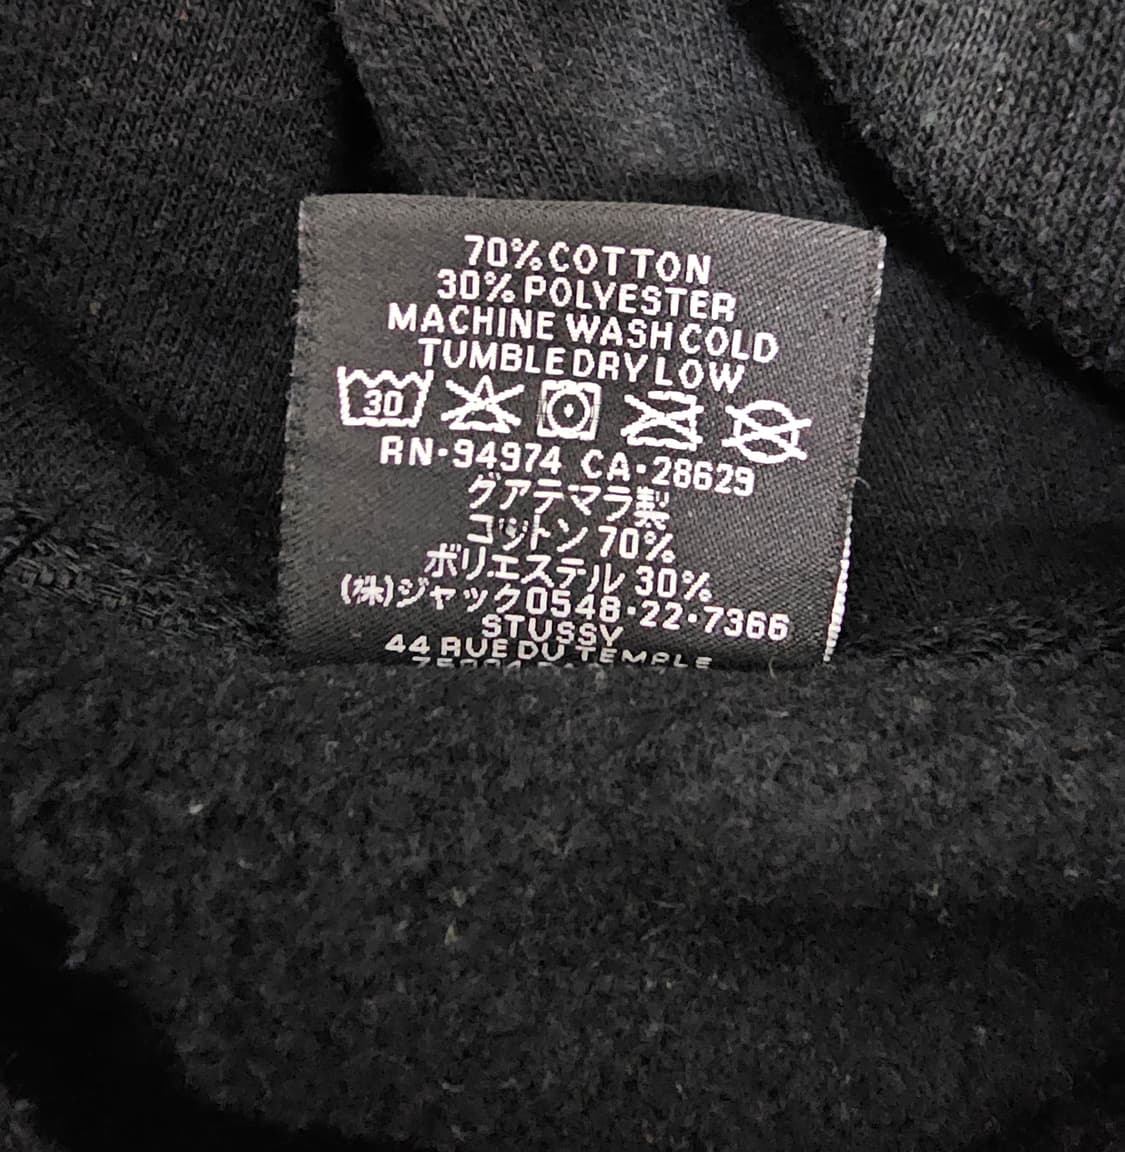 70% COTTON
30% POLYESTER
MACHINE WASH COLD
TUMBLE DRY LOW
30
RN·94974 CA·28629
グアテマラ製
コットン 70%
ポリエステル 30%
(株)ジャック0548·22·7366
STUSSY
44 RUE DU TEMPLE